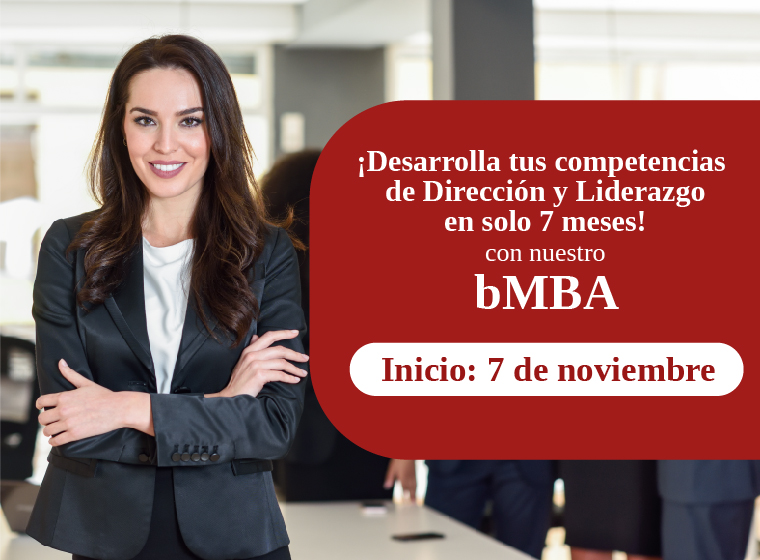 ¡Desarrolla tus competencias
de Dirección y Liderazgo
en solo 7 meses!
con nuestro
bMBA
Inicio: 7 de noviembre